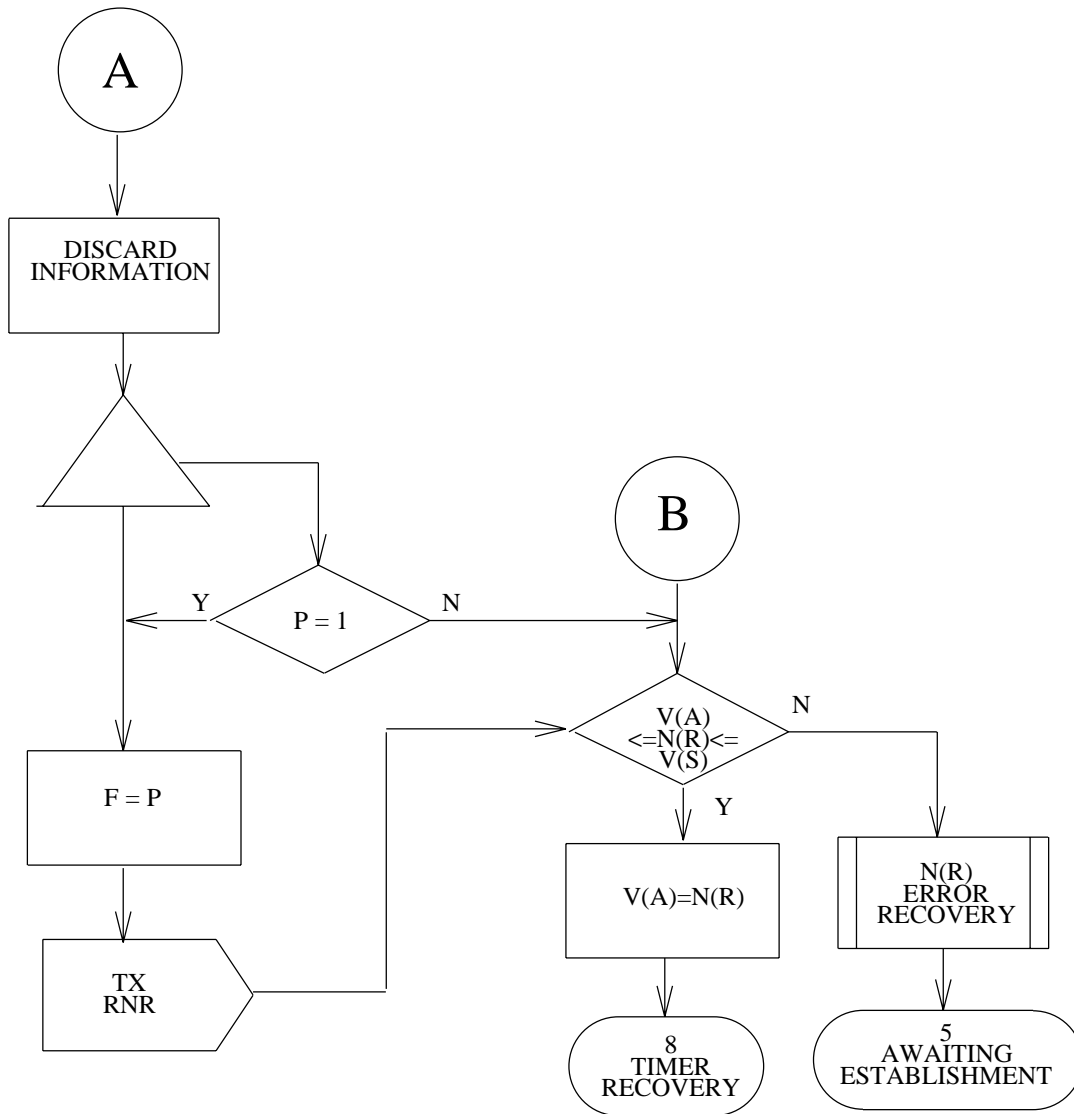 A
DISCARD
INFORMATION
B
Y
P = 1
N
V(A)
<=N(R)<=
V(S)
N
F = P
Y
V(A)=N(R)
N(R)
ERROR
RECOVERY
TX
RNR
8
TIMER
RECOVERY
5
AWAITING
ESTABLISHMENT